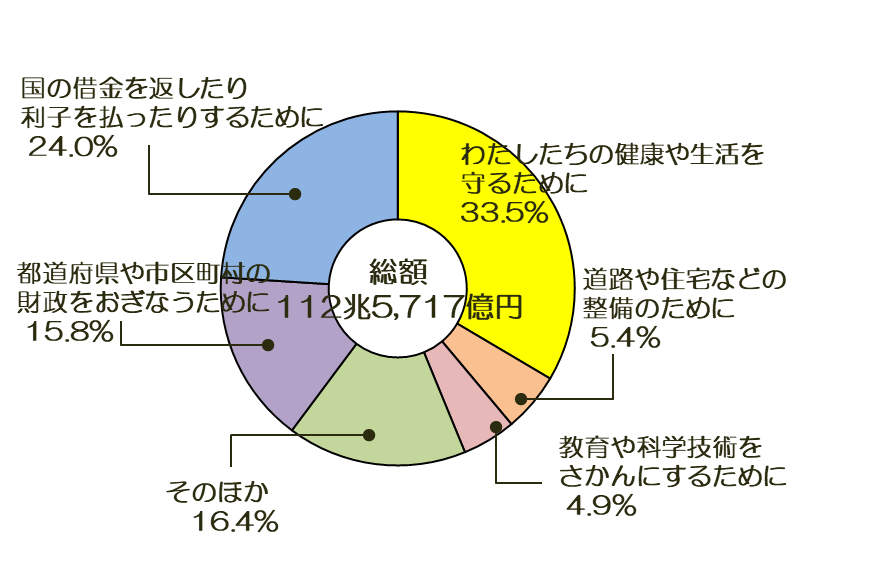 国の借金を返したり
利子を払ったりするために
24.0%
わたしたちの健康や生活を
守るために
33.5%
都道府県や市区町村の
財政をおぎなうために
15.8%
総額
112兆5,717億円
道路や住宅などの
整備のために
5.4%
教育や科学技術を
さかんにするために
4.9%
そのほか
16.4%